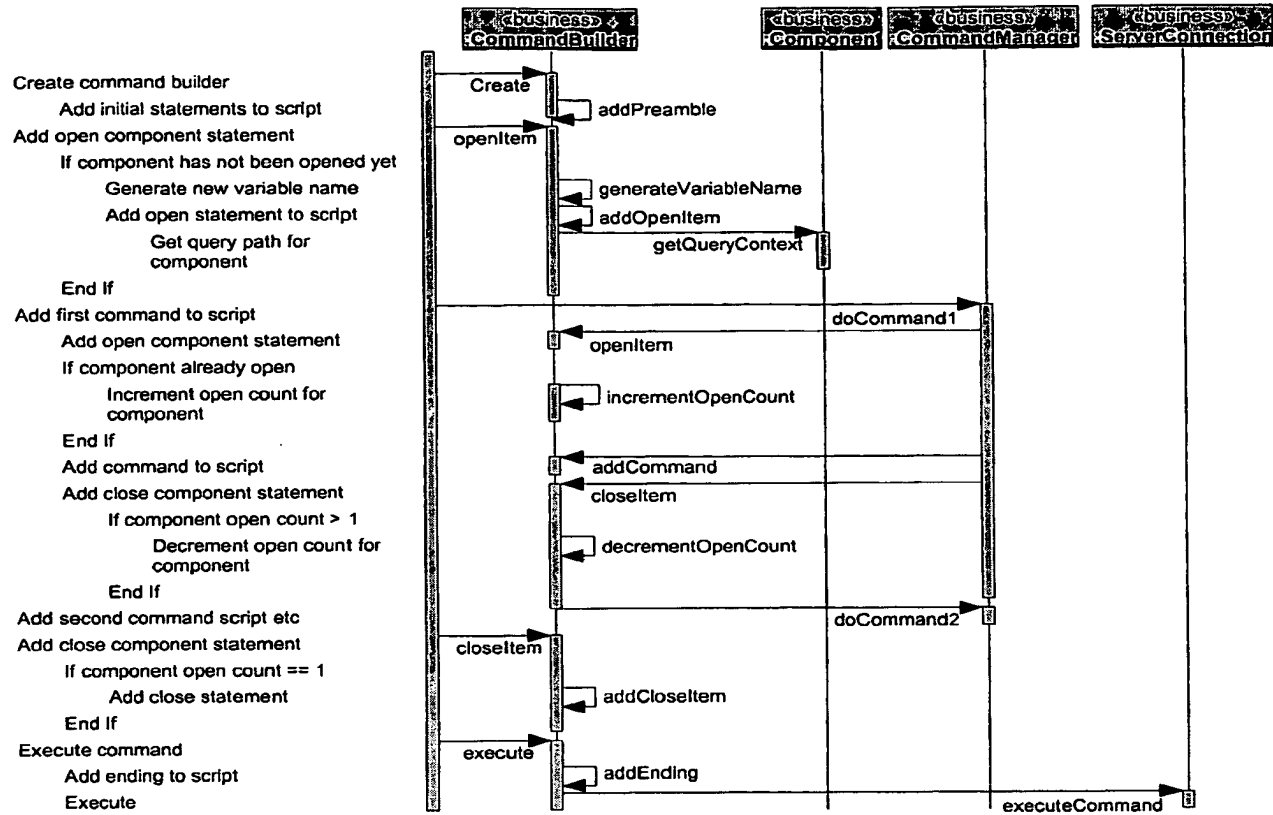 «business» «business» «business» «business»
:CommandBuilder :Component :CommandManager :ServerConnection
Create command builder
Create
Add initial statements to script
addPreamble
Add open component statement
openItem
If component has not been opened yet
Generate new variable name
generateVariableName
Add open statement to script
addOpenItem
Get query path for
component
getQueryContext
End If
Add first command to script
doCommand1
Add open component statement
openItem
If component already open
Increment open count for
component
incrementOpenCount
End If
Add command to script
addCommand
Add close component statement
closeItem
If component open count > 1
Decrement open count for
component
decrementOpenCount
End If
Add second command script etc
doCommand2
Add close component statement
closeItem
If component open count == 1
Add close statement
addCloseItem
End If
Execute command
execute
Add ending to script
addEnding
Execute
executeCommand